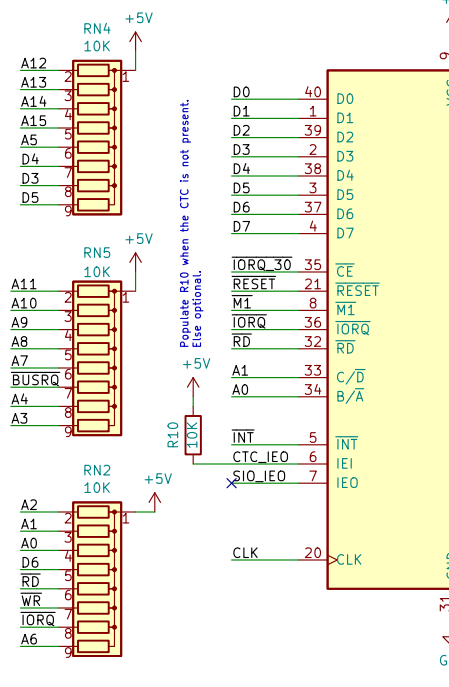 RN4
10K
+5V
A12
2
1
A13
3
A14
4
A15
5
A5
6
D4
7
D3
8
D5
9
RN5
10K
+5V
A11
2
1
A10
3
A9
4
A8
5
A7
6
BUSRQ
7
A4
8
A3
9
RN2
10K
+5V
A2
2
1
A1
3
A0
4
D6
5
RD
6
WR
7
IORQ
8
A6
9
Populate R10 when the CTC is not present.
Else optional.
+5V
R10
10K
9
D0 40 D0
D1 1 D1
D2 39 D2
D3 2 D3
D4 38 D4
D5 3 D5
D6 37 D6
D7 4 D7
IORQ_30 35 CE
RESET 21 RESET
M1 8 M1
IORQ 36 IORQ
RD 32 RD
A1 33 C/D
A0 34 B/A
INT 5 INT
CTC_IEO 6 IEI
SIO_IEO 7 IEO
CLK 20 CLK
31